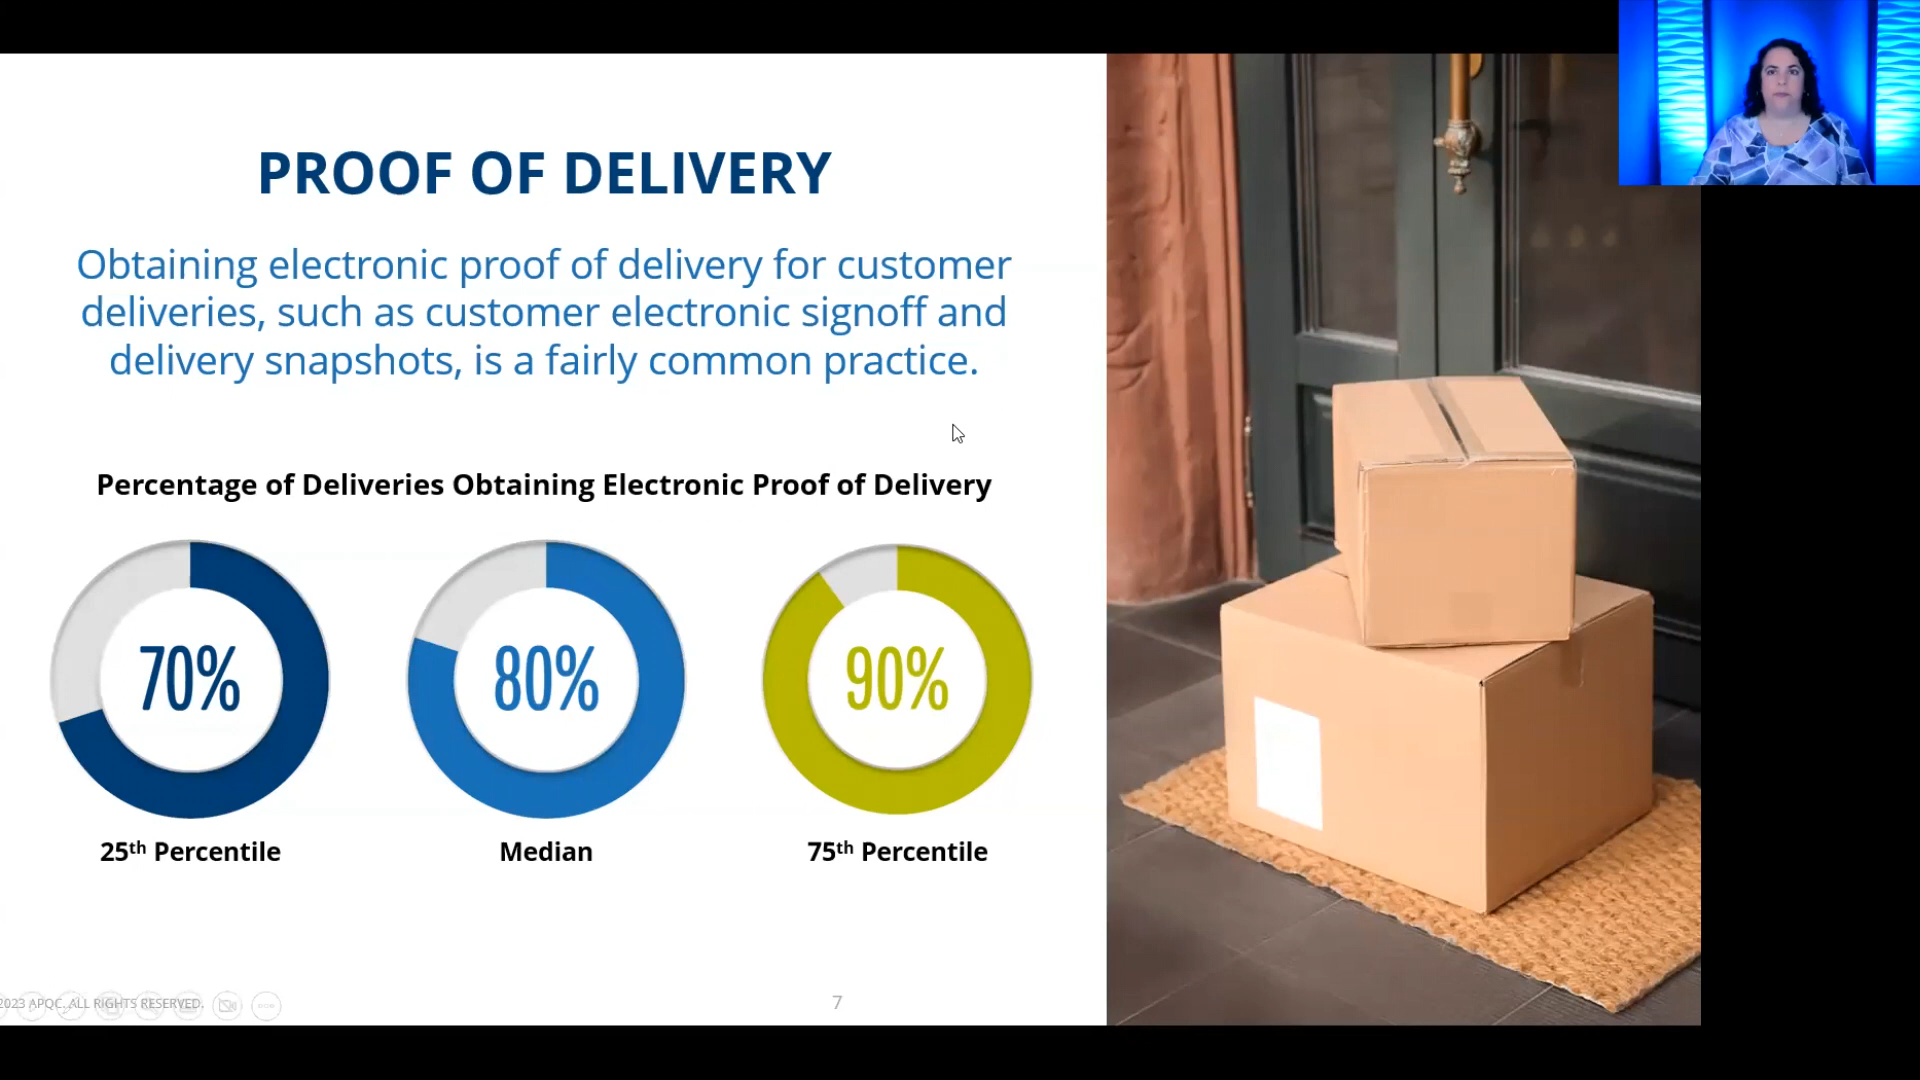 PROOF OF DELIVERY
Obtaining electronic proof of delivery for customer
deliveries, such as customer electronic signoff and
delivery snapshots, is a fairly common practice.
Percentage of Deliveries Obtaining Electronic Proof of Delivery
70%
80%
90%
25th Percentile
Median
75th Percentile
2023 APQC. ALL RIGHTS RESERVED.
7